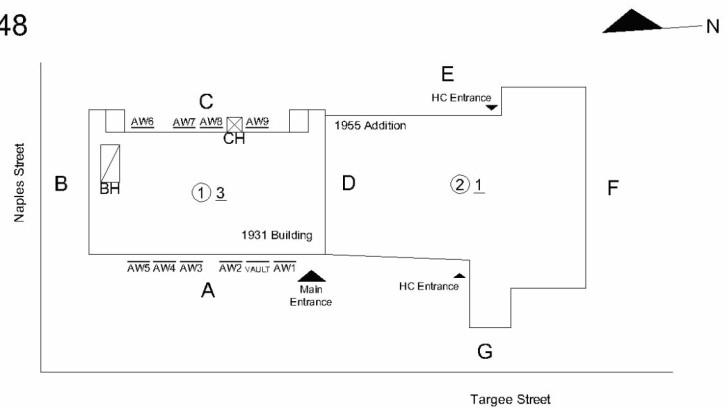 48
N
E
HC Entrance
C
AW6 AW7 AW8 AW9
CH
1955 Addition
Naples Street
B
BH
① 3
D
② 1
F
1931 Building
AW5 AW4 AW3 AW2 VAULT AW1
A
Main
Entrance
HC Entrance
G
Targee Street